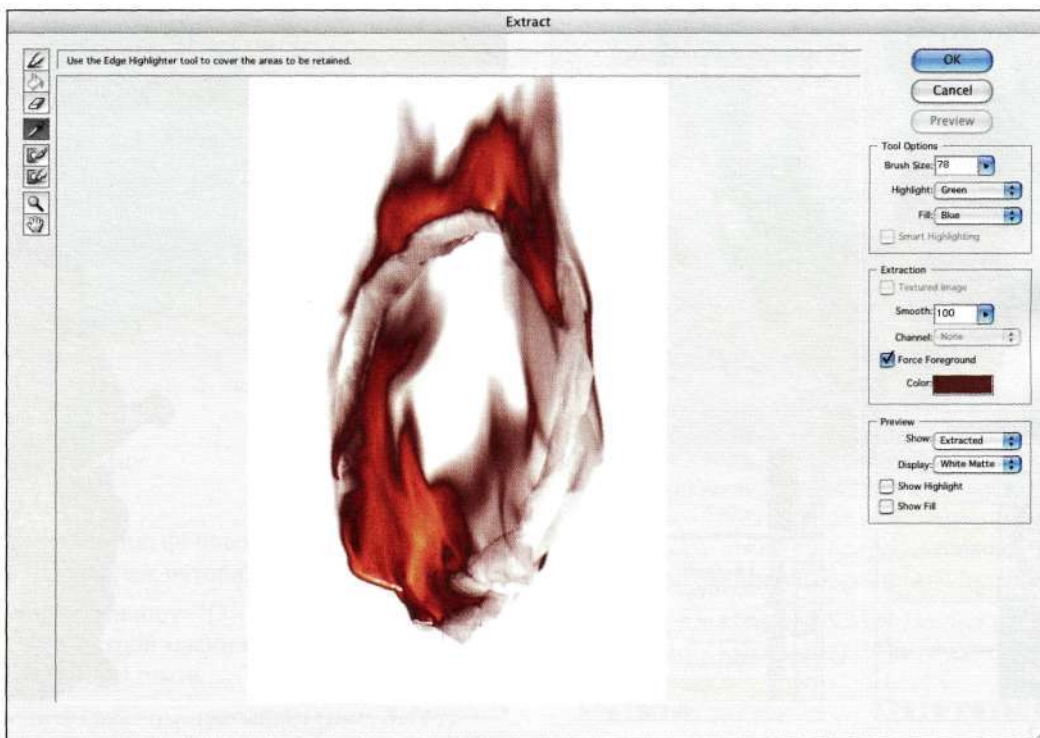 Extract
Use the Edge Highlighter tool to cover the areas to be retained.
OK
Cancel
Preview
Tool Options
Brush Size: 78
Highlight: Green
Fill: Blue
Smart Highlighting
Extraction
Textured Image
Smooth: 100
Channel: None
Force Foreground
Color:
Preview
Show: Extracted
Display: White Matte
Show Highlight
Show Fill